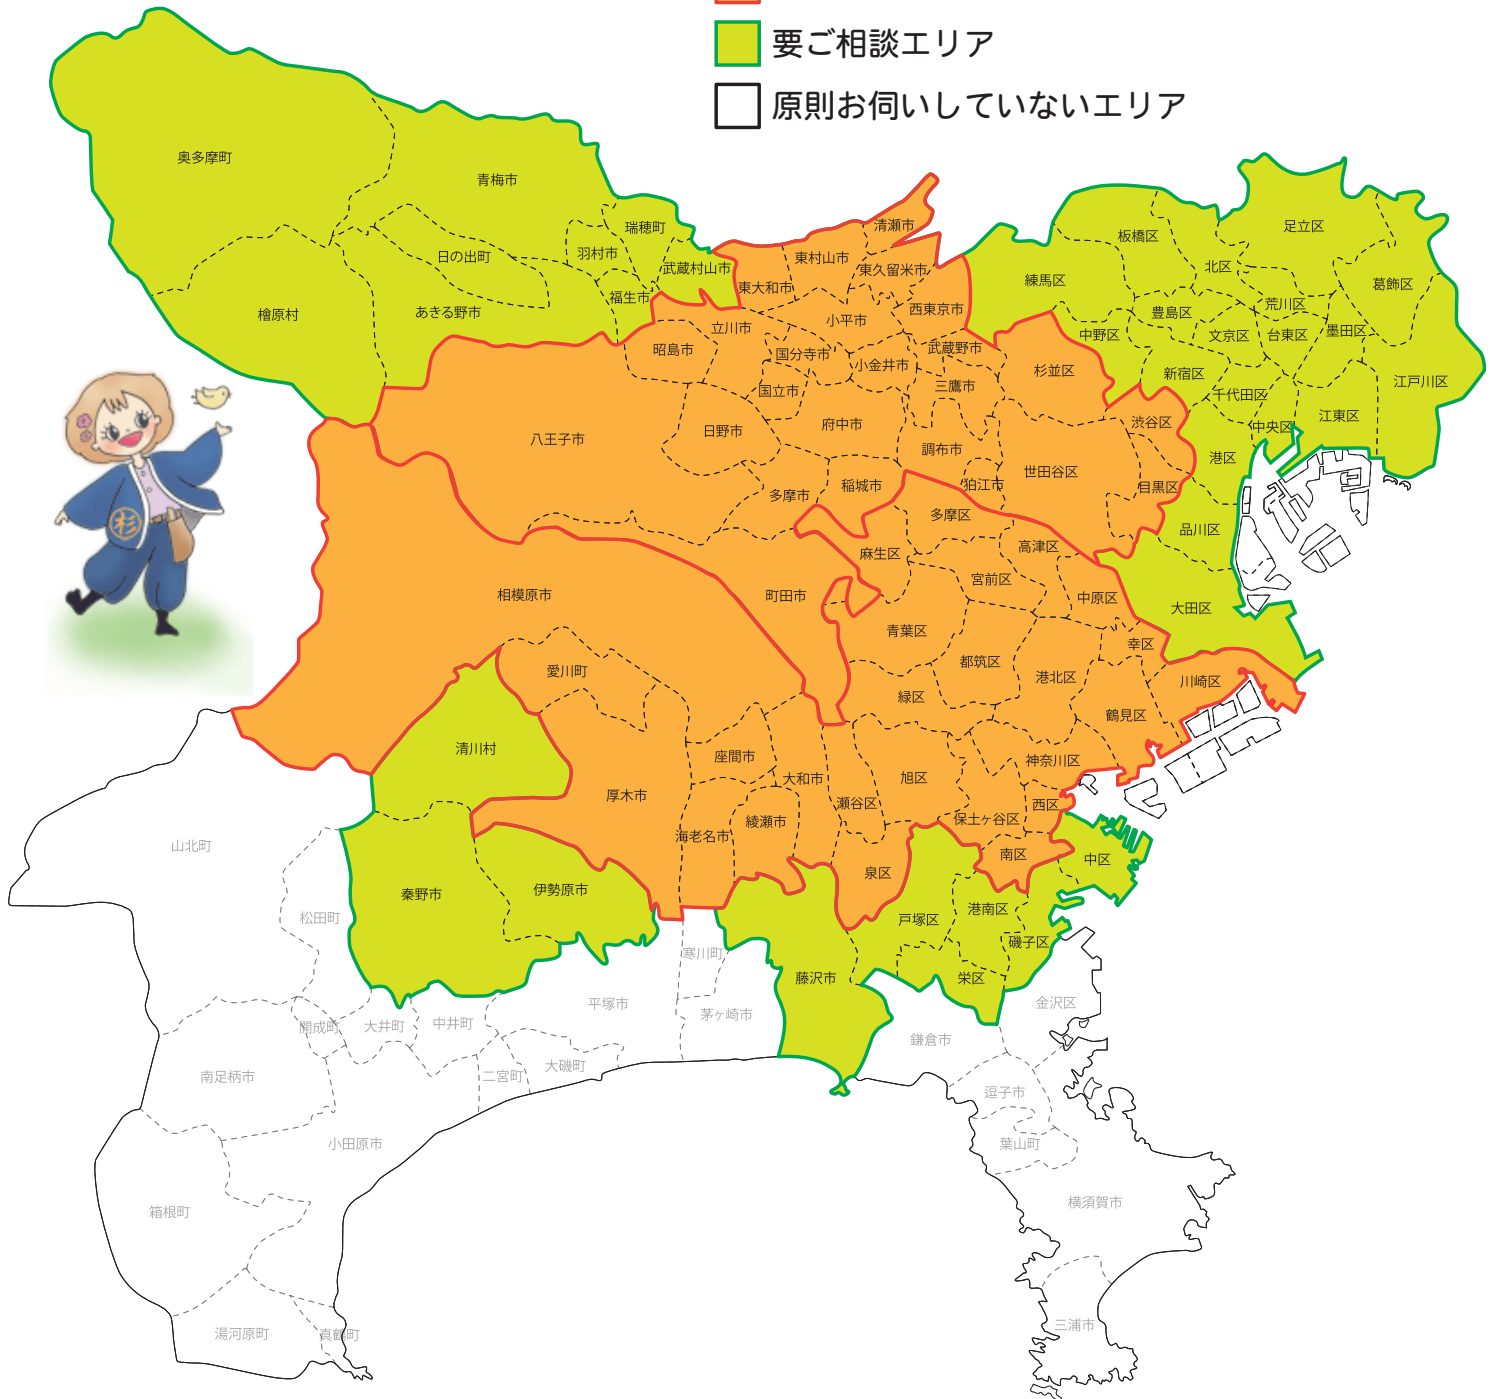 要ご相談エリア
原則お伺いしていないエリア
奥多摩町
青梅市
瑞穂町
羽村市
日の出町
武蔵村山市
福生市
檜原村
あきる野市
清瀬市
東村山市
東久留米市
東大和市
西東京市
小平市
立川市
昭島市
国分寺市
小金井市
武蔵野市
国立市
三鷹市
杉並区
八王子市
日野市
府中市
調布市
世田谷区
渋谷区
目黒区
狛江市
稲城市
多摩市
町田市
練馬区
板橋区
北区
足立区
葛飾区
豊島区
荒川区
中野区
文京区
台東区
墨田区
新宿区
千代田区
江戸川区
中央区
江東区
港区
品川区
大田区
杉
相模原市
愛川町
清川村
厚木市
座間市
大和市
海老名市
綾瀬市
秦野市
伊勢原市
多摩区
高津区
麻生区
宮前区
中原区
幸区
川崎区
青葉区
都筑区
港北区
緑区
鶴見区
神奈川区
旭区
瀬谷区
西区
保土ヶ谷区
南区
中区
泉区
戸塚区
港南区
磯子区
栄区
金沢区
藤沢市
寒川町
茅ヶ崎市
平塚市
鎌倉市
逗子市
葉山町
横須賀市
三浦市
山北町
松田町
開成町
大井町
中井町
二宮町
大磯町
南足柄市
小田原市
箱根町
湯河原町
真鶴町